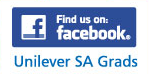 f Find us on:
facebook®
Unilever SA Grads